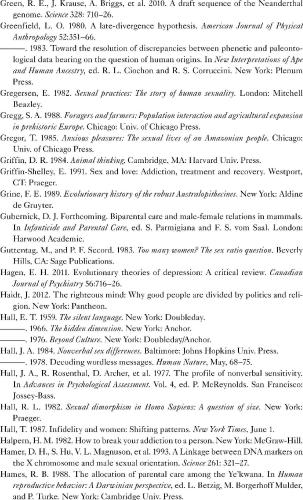 Green, R. E., J. Krause, A. Briggs, et al. 2010. A draft sequence of the Neanderthal
genome. Science 328: 710–26.
Greenfield, L. O. 1980. A late-divergence hypothesis. American Journal of Physical
Anthropology 52:351–66.
———. 1983. Toward the resolution of discrepancies between phenetic and paleonto-
logical data bearing on the question of human origins. In New Interpretations of Ape
and Human Ancestry, ed. R. L. Ciochon and R. S. Corruccini. New York: Plenum
Press.
Gregersen, E. 1982. Sexual practices: The story of human sexuality. London: Mitchell
Beazley.
Gregg, S. A. 1988. Foragers and farmers: Population interaction and agricultural expansion
in prehistoric Europe. Chicago: Univ. of Chicago Press.
Gregor, T. 1985. Anxious pleasures: The sexual lives of an Amazonian people. Chicago:
Univ. of Chicago Press.
Griffin, D. R. 1984. Animal thinking. Cambridge, MA: Harvard Univ. Press.
Griffin-Shelley, E. 1991. Sex and love: Addiction, treatment and recovery. Westport,
CT: Praeger.
Grine, F. E. 1989. Evolutionary history of the robust Australopithecines. New York: Aldine
de Gruyter.
Gubernick, D. J. Forthcoming. Biparental care and male-female relations in mammals.
In Infanticide and Parental Care, ed. S. Parmigiana and F. S. vom Saal. London:
Harwood Academic.
Guttentag, M., and P. F. Secord. 1983. Too many women? The sex ratio question. Beverly
Hills, CA: Sage Publications.
Hagen, E. H. 2011. Evolutionary theories of depression: A critical review. Canadian
Journal of Psychiatry 56:716–26.
Haidt, J. 2012. The righteous mind: Why good people are divided by politics and reli-
gion. New York: Pantheon.
Hall, E. T. 1959. The silent language. New York: Doubleday.
———. 1966. The hidden dimension. New York: Anchor.
———. 1976. Beyond Culture. New York: Doubleday/Anchor.
Hall, J. A. 1984. Nonverbal sex differences. Baltimore: Johns Hopkins Univ. Press.
———. 1978. Decoding wordless messages. Human Nature, May, 68–75.
Hall, J. A., R. Rosenthal, D. Archer, et al. 1977. The profile of nonverbal sensitivity.
In Advances in Psychological Assessment. Vol. 4, ed. P. McReynolds. San Francisco:
Jossey-Bass.
Hall, R. L. 1982. Sexual dimorphism in Homo Sapiens: A question of size. New York:
Praeger.
Hall, T. 1987. Infidelity and women: Shifting patterns. New York Times, June 1.
Halpern, H. M. 1982. How to break your addiction to a person. New York: McGraw-Hill.
Hamer, D. H., S. Hu, V. L. Magnuson, et al. 1993. A Linkage between DNA markers on
the X chromosome and male sexual orientation. Science 261: 321–27.
Hames, R. B. 1988. The allocation of parental care among the Ye'kwana. In Human
reproductive behavior: A Darwinian perspective, ed. L. Betzig, M. Borgerhoff Mulder,
and P. Turke. New York: Cambridge Univ. Press.